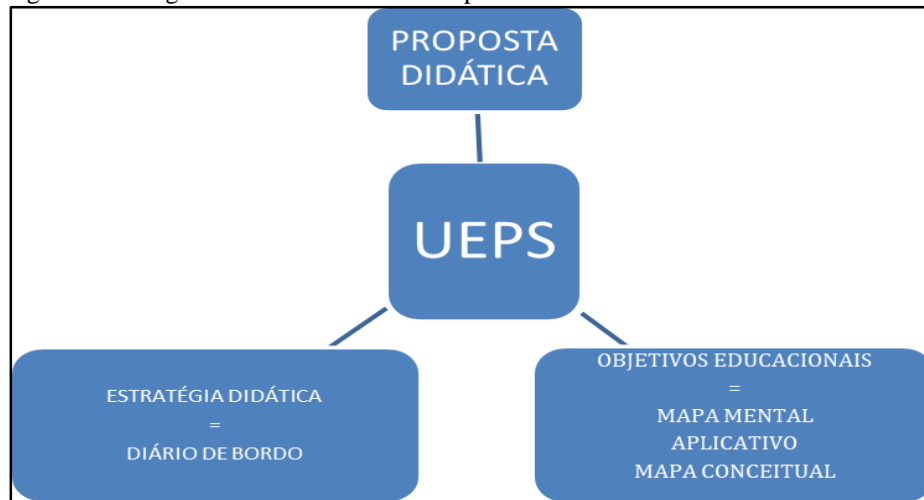 PROPOSTA
DIDÁTICA
UEPS
ESTRATÉGIA DIDÁTICA
=
DIÁRIO DE BORDO
OBJETIVOS EDUCACIONAIS
=
MAPA MENTAL
APLICATIVO
MAPA CONCEITUAL